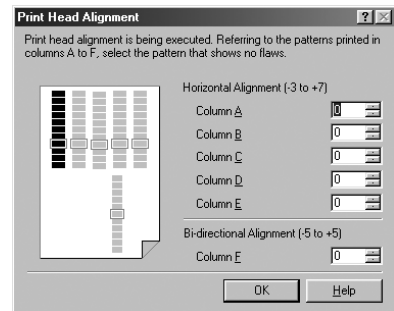 Print Head Alignment
Print head alignment is being executed. Referring to the patterns printed in
columns A to F, select the pattern that shows no flaws.
Horizontal Alignment (-3 to +7)
Column A 0
Column B 0
Column C 0
Column D 0
Column E 0
Bi-directional Alignment (-5 to +5)
Column F 0
OK Help